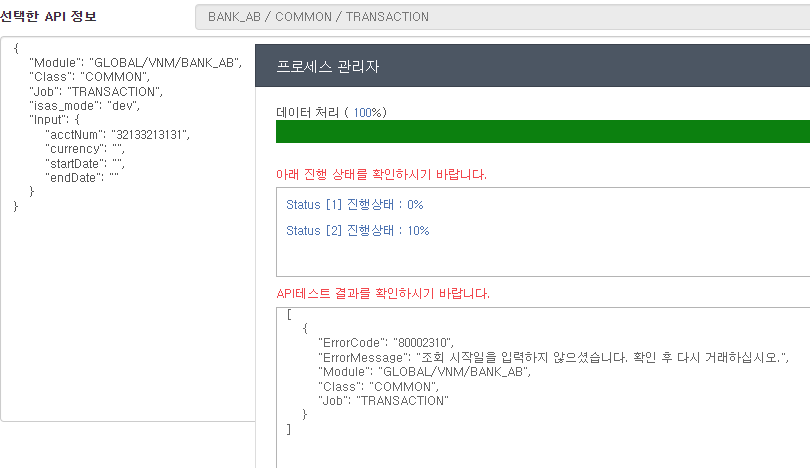 선택한 API 정보
BANK_AB / COMMON / TRANSACTION
{
"Module": "GLOBAL/VNM/BANK_AB",
"Class": "COMMON",
"Job": "TRANSACTION",
"isas_mode": "dev",
"Input": {
"acctNum": "32133213131",
"currency": "",
"startDate": "",
"endDate": ""
}
}
프로세스 관리자
데이터 처리 ( 100%)
아래 진행 상태를 확인하시기 바랍니다.
Status [1] 진행상태 : 0%
Status [2] 진행상태 : 10%
API테스트 결과를 확인하시기 바랍니다.
[
{
"ErrorCode": "80002310",
"ErrorMessage": "조회 시작일을 입력하지 않으셨습니다. 확인 후 다시 거래하십시오.",
"Module": "GLOBAL/VNM/BANK_AB",
"Class": "COMMON",
"Job": "TRANSACTION"
}
]